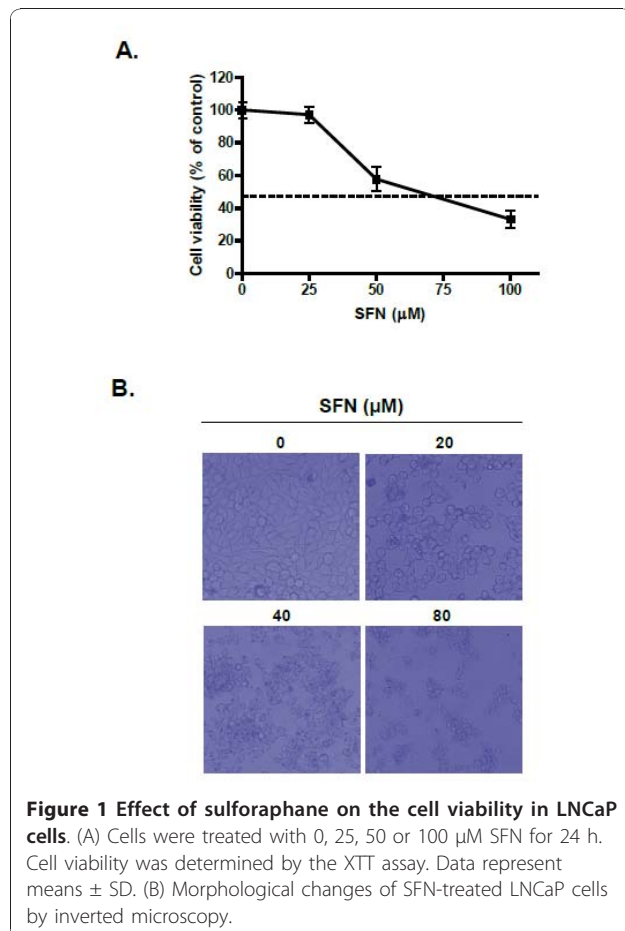 A.
Cell viability (% of control)
120
100
80
60
40
20
0
0 25 50 75 100
SFN (μM)
B.
SFN (μM)
0 20
40 80
Figure 1 Effect of sulforaphane on the cell viability in LNCaP
cells. (A) Cells were treated with 0, 25, 50 or 100 μM SFN for 24 h.
Cell viability was determined by the XTT assay. Data represent
means ± SD. (B) Morphological changes of SFN-treated LNCaP cells
by inverted microscopy.